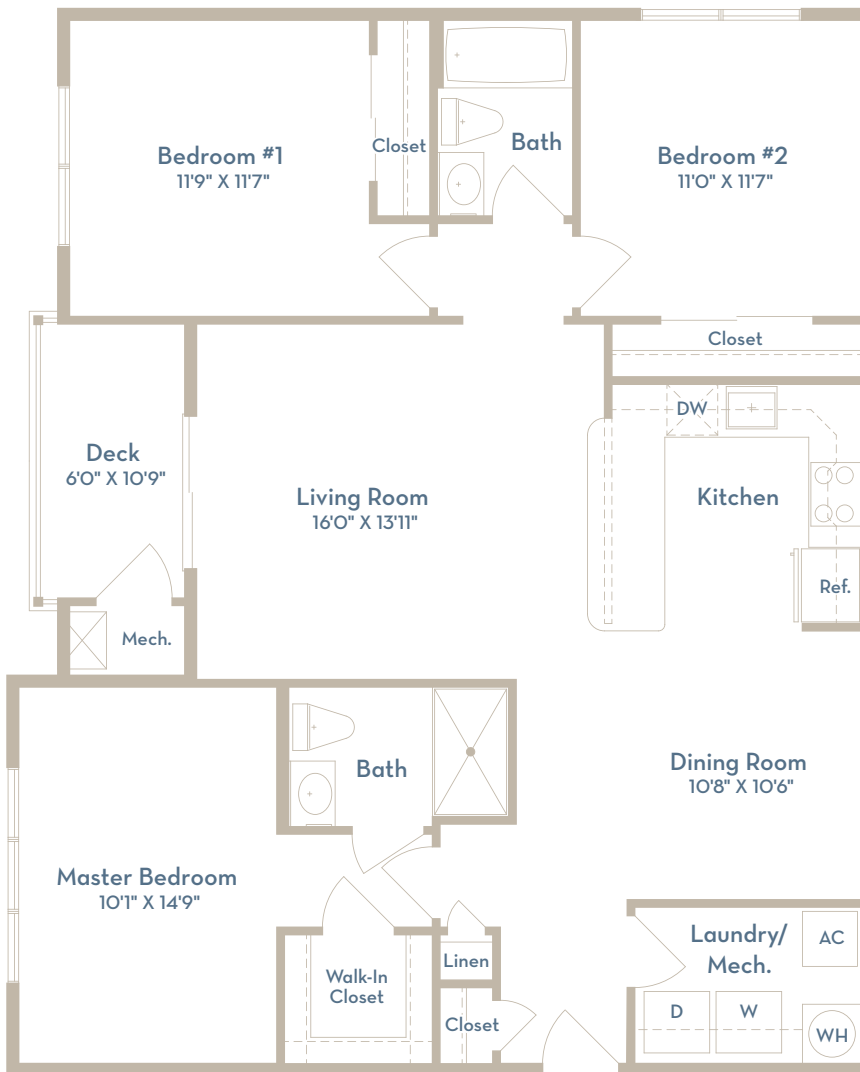 Bedroom #1
11'9" X 11'7"
Closet
Bath
Bedroom #2
11'0" X 11'7"
Closet
DW
Deck
6'0" X 10'9"
Living Room
16'0" X 13'11"
Kitchen
Ref.
Mech.
Bath
Dining Room
10'8" X 10'6"
Master Bedroom
10'1" X 14'9"
Walk-In
Closet
Linen
Closet
Laundry/
Mech.
AC
D
W
WH